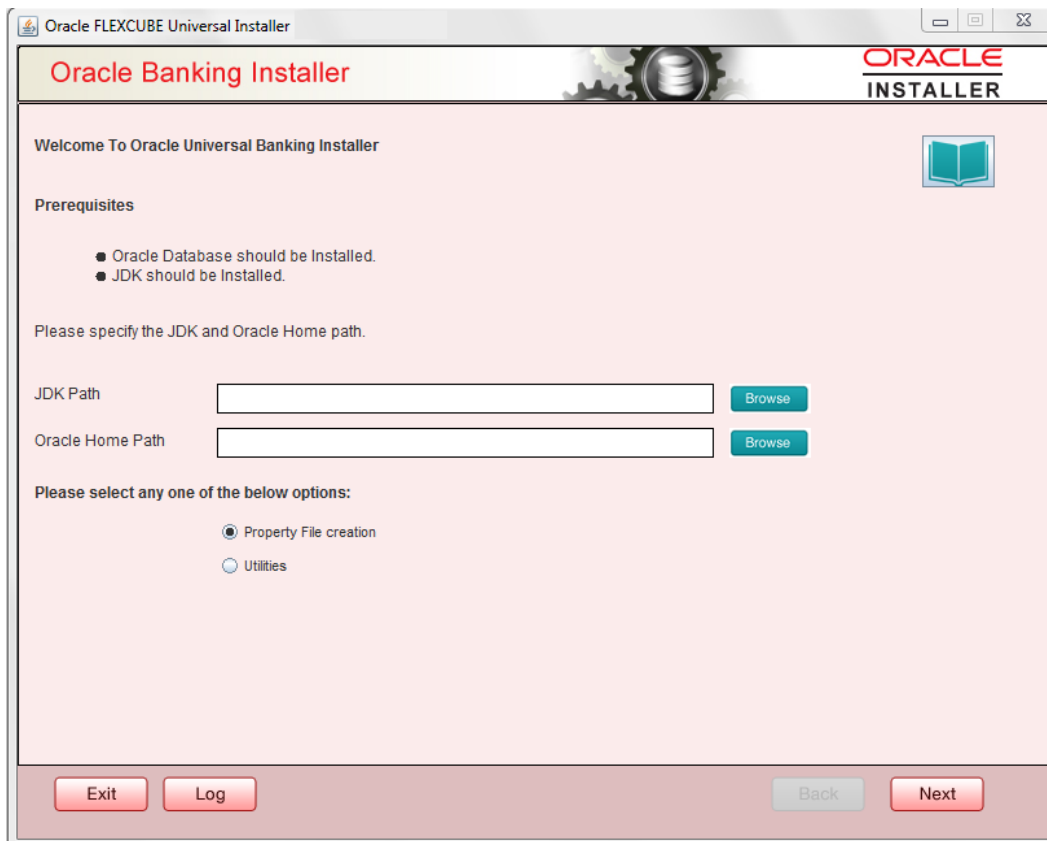 Oracle FLEXCUBE Universal Installer
Oracle Banking Installer
ORACLE
INSTALLER
Welcome To Oracle Universal Banking Installer
Prerequisites
Oracle Database should be Installed.
JDK should be Installed.
Please specify the JDK and Oracle Home path.
JDK Path
Browse
Oracle Home Path
Browse
Please select any one of the below options:
Property File creation
Utilities
Exit
Log
Back
Next